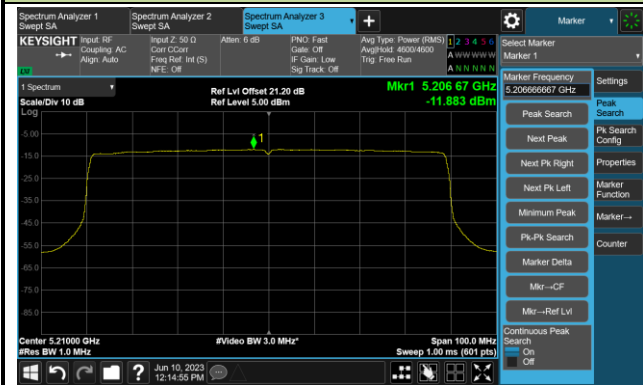 Spectrum Analyzer 1
Swept SA
Spectrum Analyzer 2
Swept SA
Spectrum Analyzer 3
Swept SA
+
Marker
KEYSIGHT
Input: RF
Coupling: AC
Align: Auto
Input Z: 50 Ω
Corr CCorr
Freq Ref: Int (S)
NFE: Off
Atten: 6 dB
PNO: Fast
Gate: Off
IF Gain: Low
Sig Track: Off
Avg Type: Power (RMS)
Avg|Hold: 4600/4600
Trig: Free Run
1 2 3 4 5 6
A W W W W W
A N N N N N
Select Marker
Marker 1
1 Spectrum
Scale/Div 10 dB
Log
Ref Lvl Offset 21.20 dB
Ref Level 5.00 dBm
Mkr1 5.206 67 GHz
-11.883 dBm
1
-5.00
-15.0
-25.0
-35.0
-45.0
-55.0
-65.0
-75.0
-85.0
Center 5.21000 GHz
#Res BW 1.0 MHz
#Video BW 3.0 MHz*
Span 100.0 MHz
Sweep 1.00 ms (601 pts)
Marker Frequency
5.206666667 GHz
Peak Search
Next Peak
Next Pk Right
Next Pk Left
Minimum Peak
Pk-Pk Search
Marker Delta
Mkr→CF
Mkr→Ref Lvl
Continuous Peak
Search
On
Off
Settings
Peak
Search
Pk Search
Config
Properties
Marker
Function
Marker→
Counter
?
Jun 10, 2023
12:14:55 PM